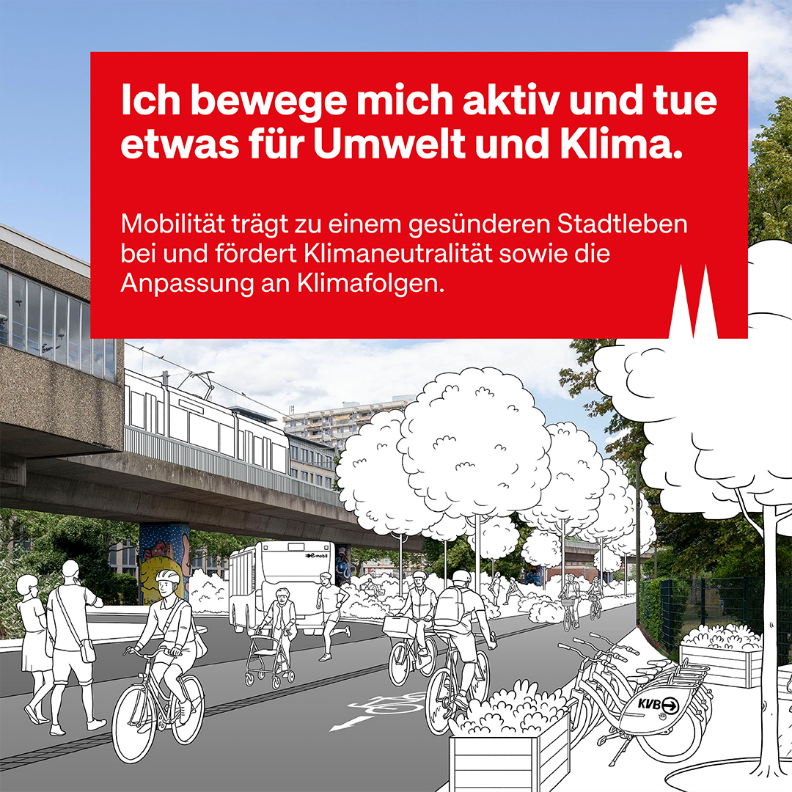 Ich bewege mich aktiv und tue
etwas für Umwelt und Klima.
Mobilität trägt zu einem gesünderen Stadtleben
bei und fördert Klimaneutralität sowie die
Anpassung an Klimafolgen.
KVB